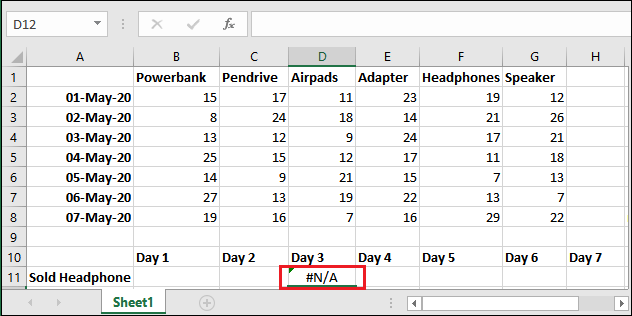 D12 fx
A B C D E F G H
1 Powerbank Pendrive Airpads Adapter Headphones Speaker
2 01-May-20 15 17 11 23 19 12
3 02-May-20 8 24 18 14 21 26
4 03-May-20 13 12 9 24 17 21
5 04-May-20 25 15 12 17 11 18
6 05-May-20 14 9 21 15 7 13
7 06-May-20 27 13 19 22 13 7
8 07-May-20 19 16 7 16 29 22
9
10 Day 1 Day 2 Day 3 Day 4 Day 5 Day 6 Day 7
11 Sold Headphone #N/A
Sheet1